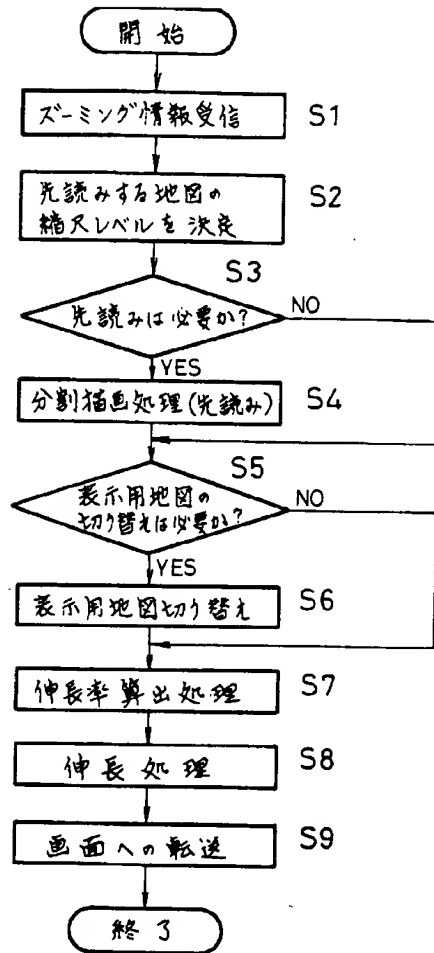 開始
ズーミング情報受信 S1
先読みする地図の S2
縮尺レベルを決定
S3
先読みは必要か? NO
YES
分割描画処理(先読み) S4
S5
表示用地図の NO
切り替えは必要か?
YES
表示用地図切り替え S6
伸長率算出処理 S7
伸長処理 S8
画面への転送 S9
終了